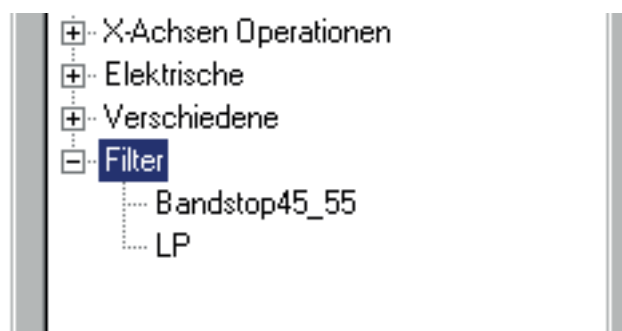 X-Achsen Operationen
Elektrische
Verschiedene
Filter
Bandstop45_55
LP